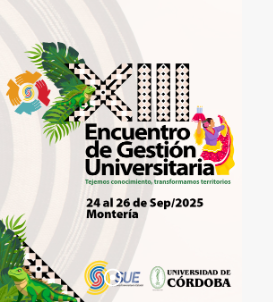 XIII
Encuentro
de Gestión
Universitaria
Tejemos conocimiento, transformamos territorios
24 al 26 de Sep/2025
Montería
SUE
UNIVERSIDAD DE
CÓRDOBA